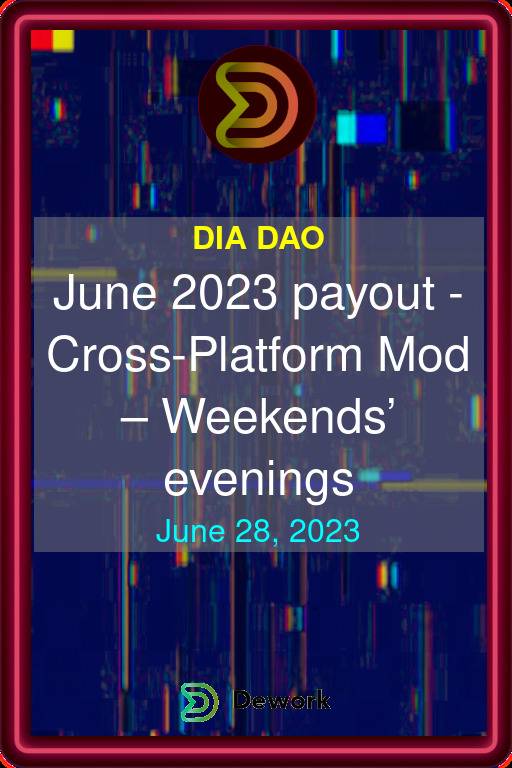 DIA DAO
June 2023 payout -
Cross-Platform Mod
– Weekends’
evenings
June 28, 2023
Dework